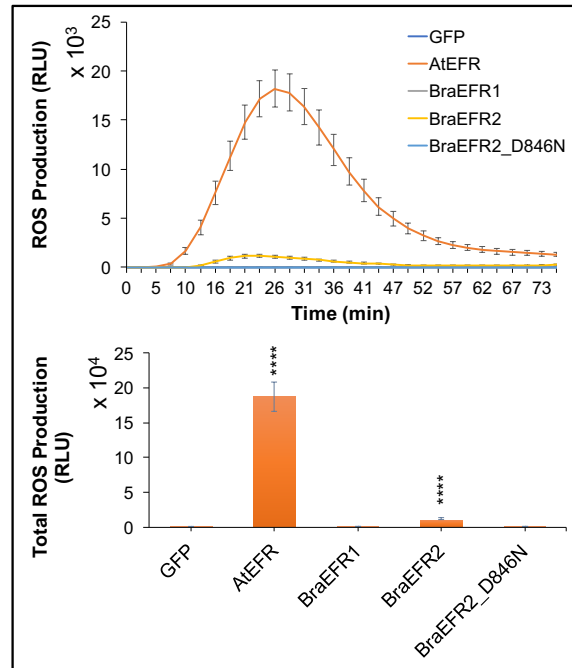 GFP
AtEFR
BraEFR1
BraEFR2
BraEFR2_D846N
ROS Production (RLU)
x 10³
25
20
15
10
5
0
0 5 10 16 21 26 31 36 42 47 52 57 62 67 73
Time (min)
Total ROS Production
(RLU)
x 10⁴
25
20
15
10
5
0
****
****
GFP
AtEFR
BraEFR1
BraEFR2
BraEFR2_D846N